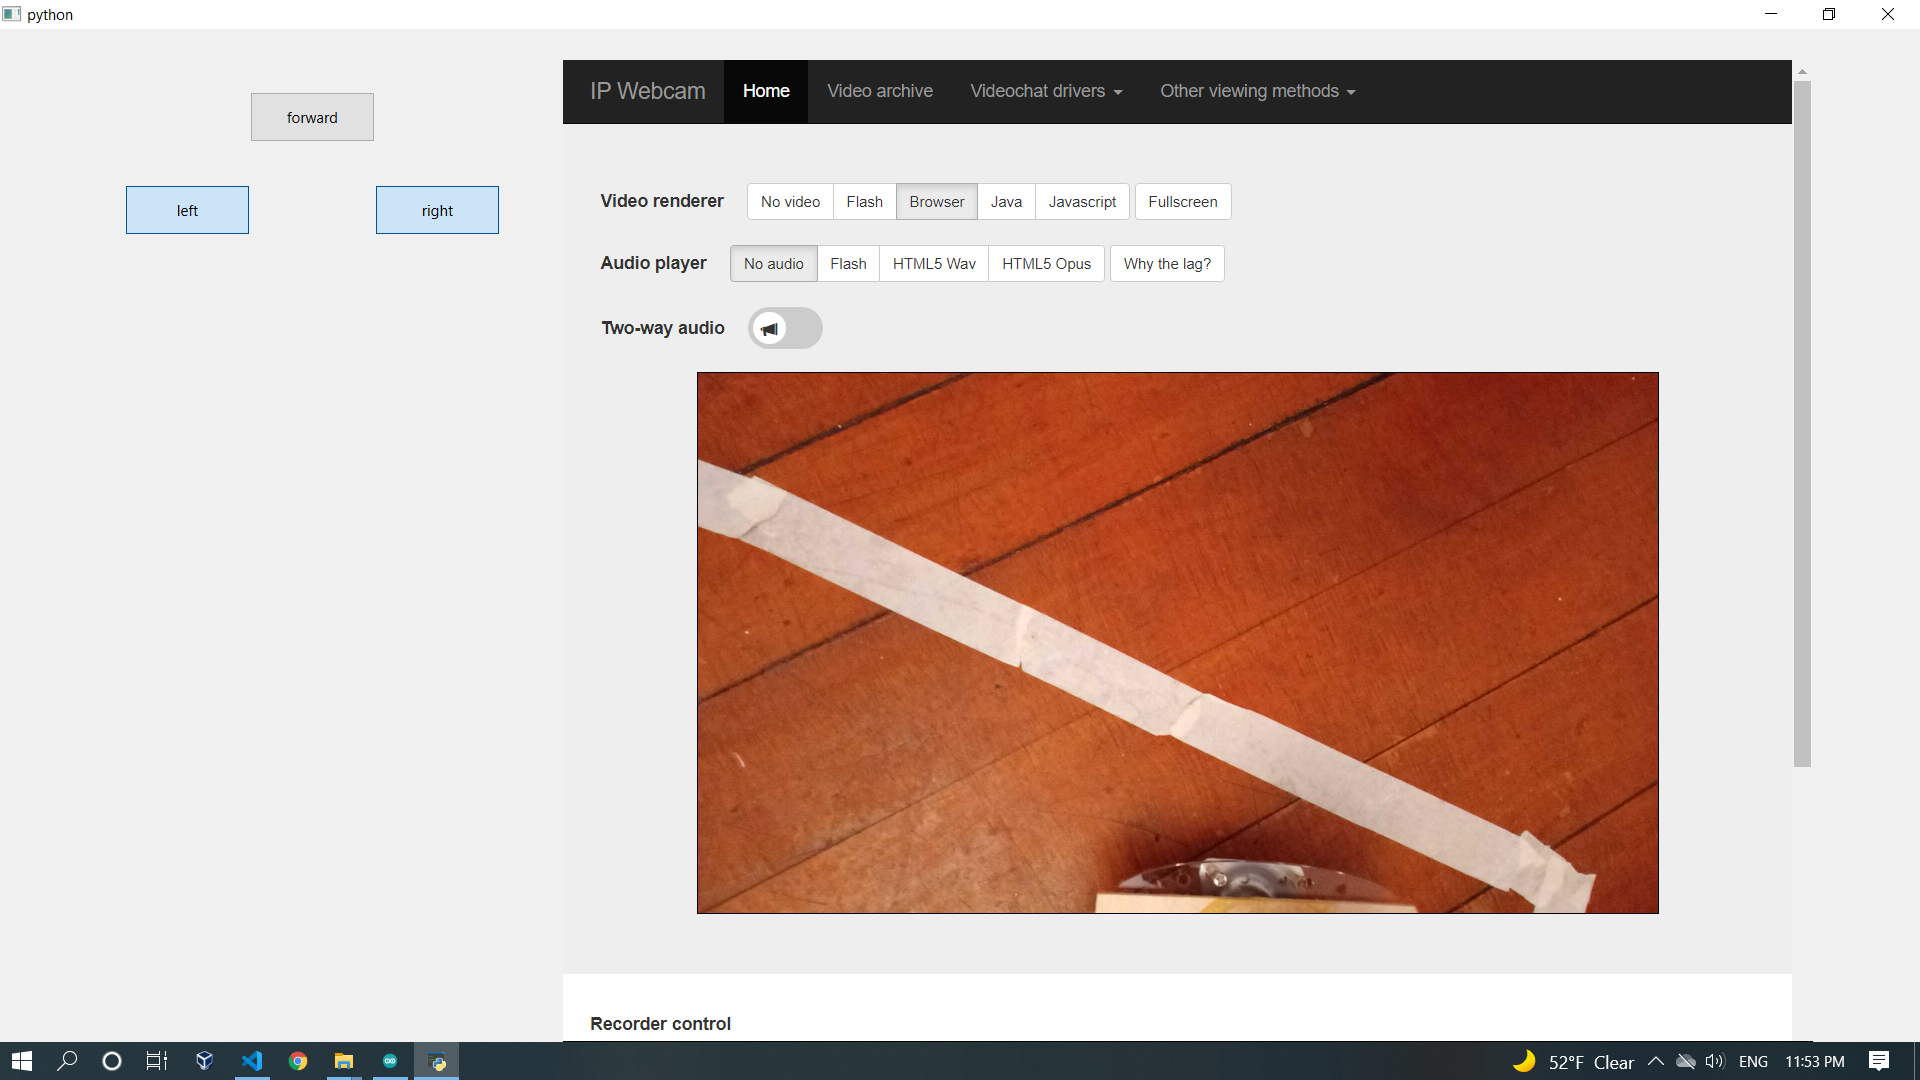 python
forward
left
right
IP Webcam Home Video archive Videochat drivers Other viewing methods
Video renderer No video Flash Browser Java Javascript Fullscreen
Audio player No audio Flash HTML5 Wav HTML5 Opus Why the lag?
Two-way audio
Recorder control
52°F Clear ENG 11:53 PM